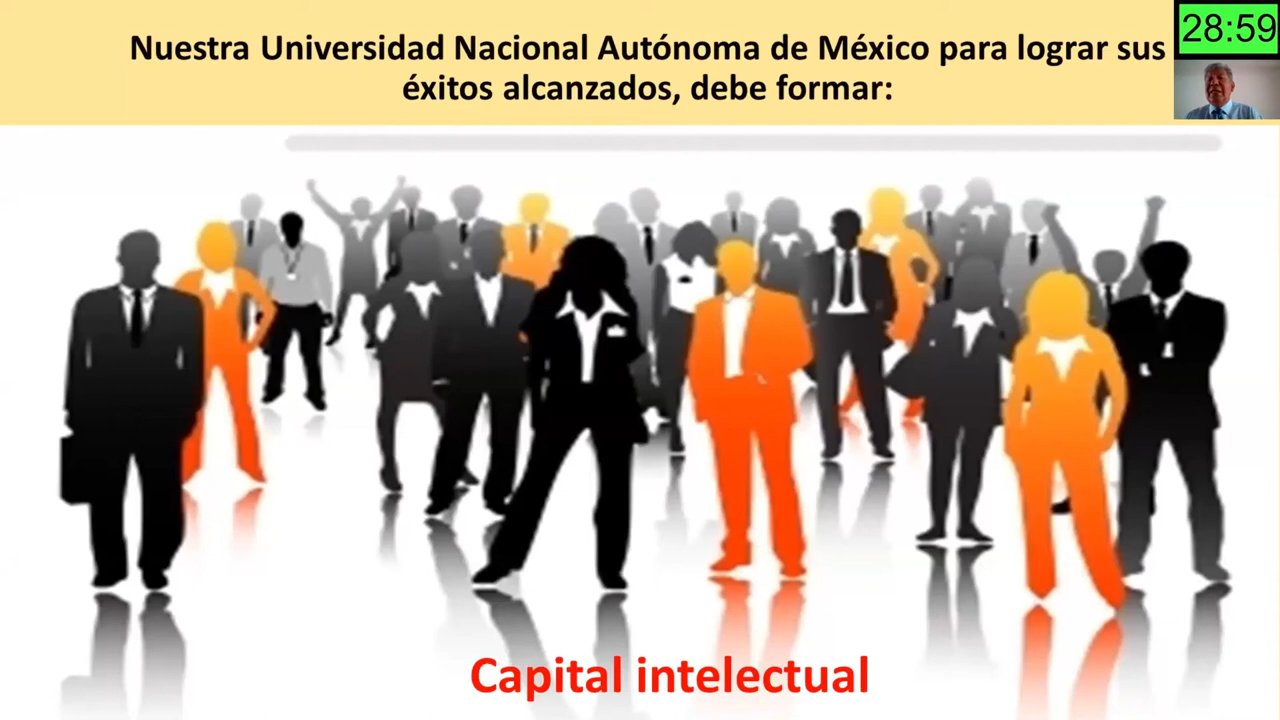 Nuestra Universidad Nacional Autónoma de México para lograr sus
éxitos alcanzados, debe formar:
28:59
Capital intelectual